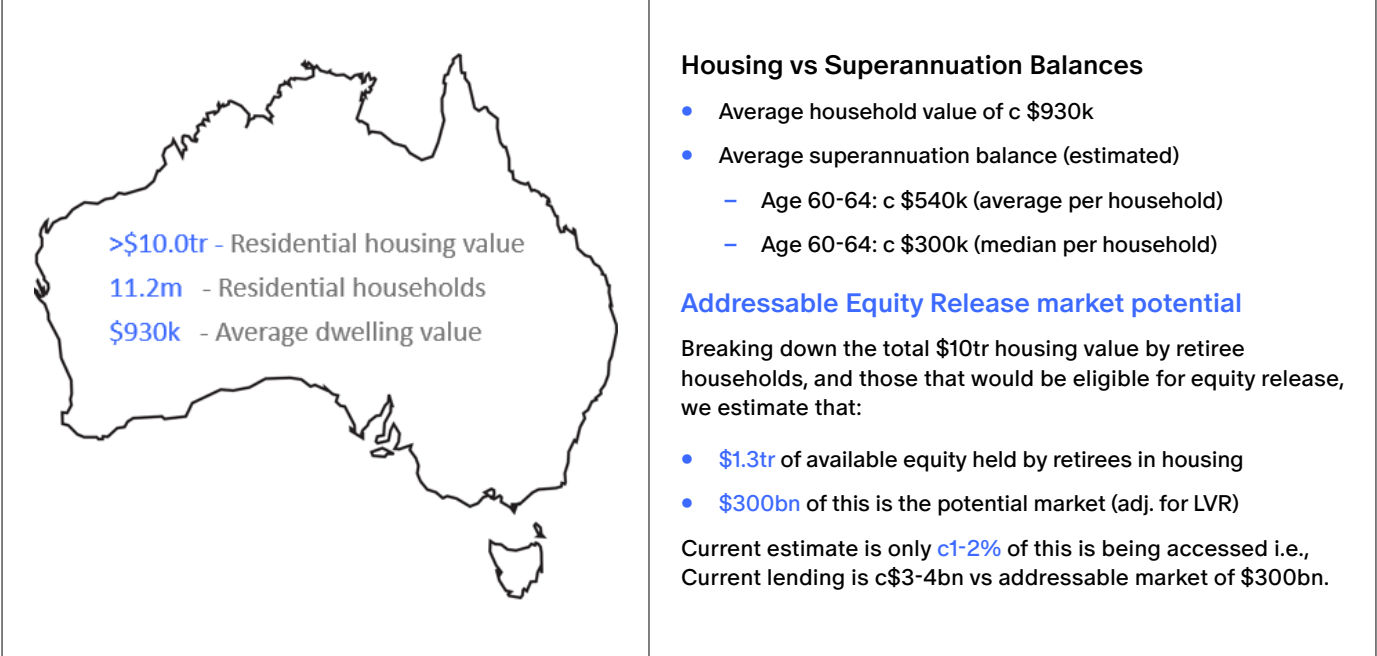 >$10.0tr - Residential housing value
11.2m - Residential households
$930k - Average dwelling value
Housing vs Superannuation Balances
• Average household value of c $930k
• Average superannuation balance (estimated)
– Age 60-64: c $540k (average per household)
– Age 60-64: c $300k (median per household)
Addressable Equity Release market potential
Breaking down the total $10tr housing value by retiree
households, and those that would be eligible for equity release,
we estimate that:
• $1.3tr of available equity held by retirees in housing
• $300bn of this is the potential market (adj. for LVR)
Current estimate is only c1-2% of this is being accessed i.e.,
Current lending is c$3-4bn vs addressable market of $300bn.